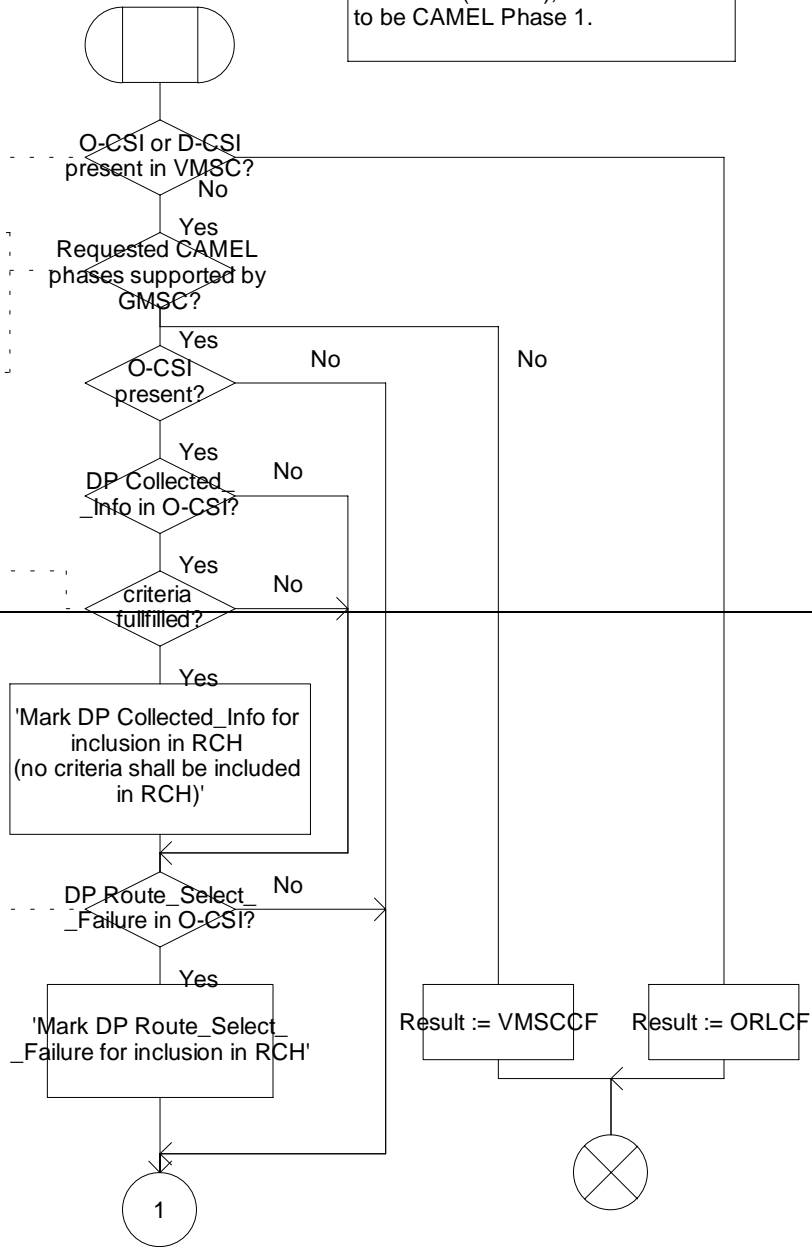 to be CAMEL Phase 1.
O-CSI or D-CSI
present in VMSC?
No
Yes
Requested CAMEL
phases supported by
GMSC?
Yes
No
No
O-CSI
present?
Yes
No
DP Collected_
_Info in O-CSI?
Yes
No
criteria
fullfilled?
Yes
'Mark DP Collected_Info for
inclusion in RCH
(no criteria shall be included
in RCH)'
DP Route_Select_
_Failure in O-CSI?
No
Yes
'Mark DP Route_Select_
_Failure for inclusion in RCH'
Result := VMSCCF
Result := ORLCF
1